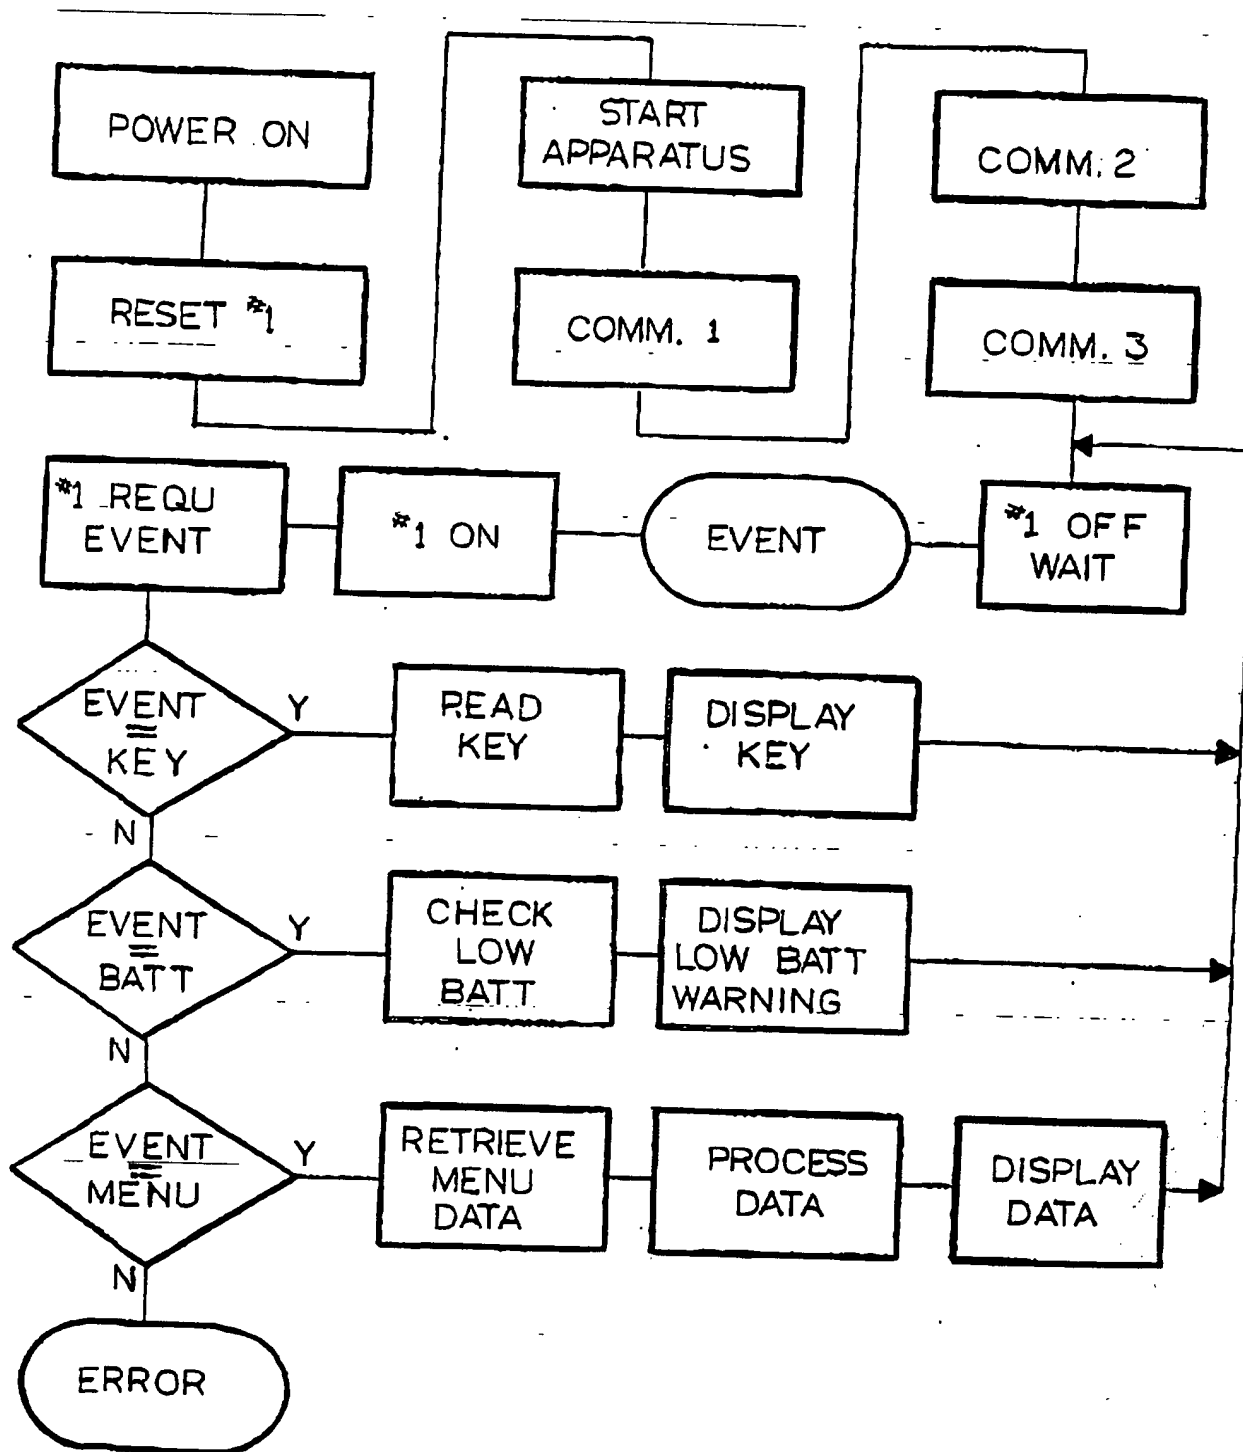 POWER ON
RESET #1
START
APPARATUS
COMM. 1
COMM. 2
COMM. 3
#1 OFF
WAIT
EVENT
#1 ON
#1 REQU
EVENT
EVENT
=
KEY
Y
READ
KEY
DISPLAY
KEY
N
EVENT
=
BATT
Y
CHECK
LOW
BATT
DISPLAY
LOW BATT
WARNING
N
EVENT
=
MENU
Y
RETRIEVE
MENU
DATA
PROCESS
DATA
DISPLAY
DATA
N
ERROR